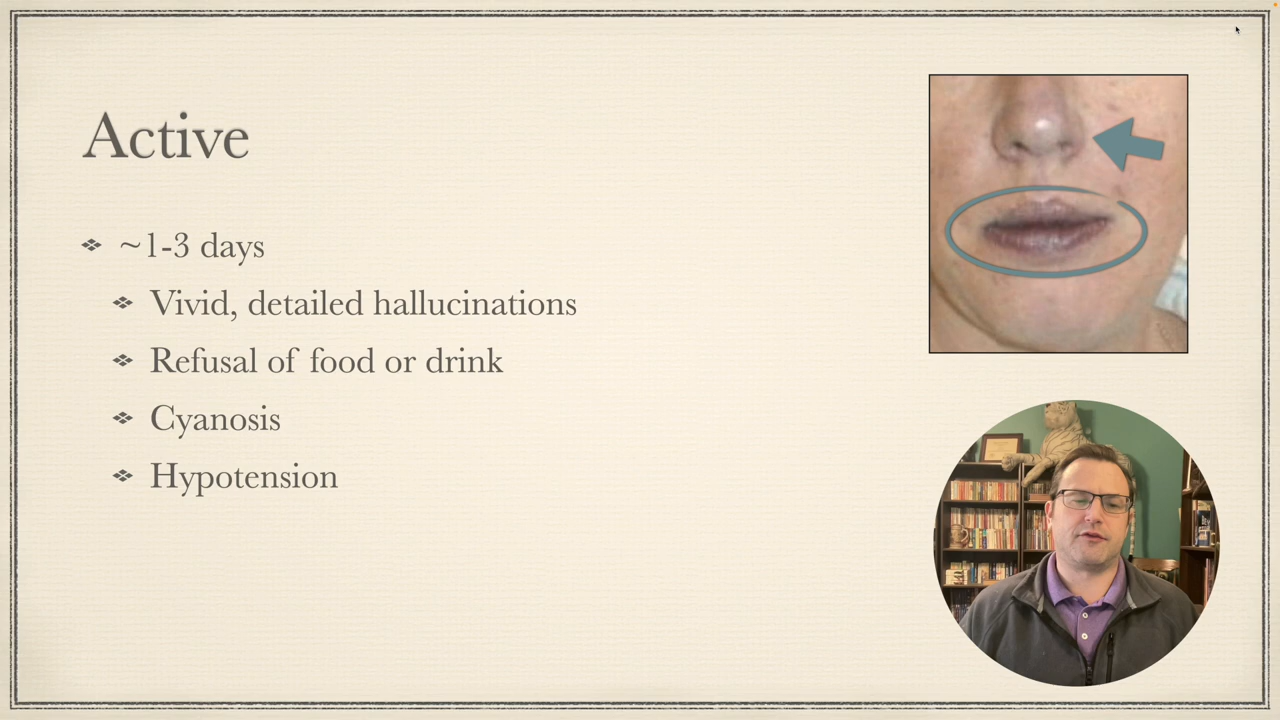 Active
~1-3 days
Vivid, detailed hallucinations
Refusal of food or drink
Cyanosis
Hypotension